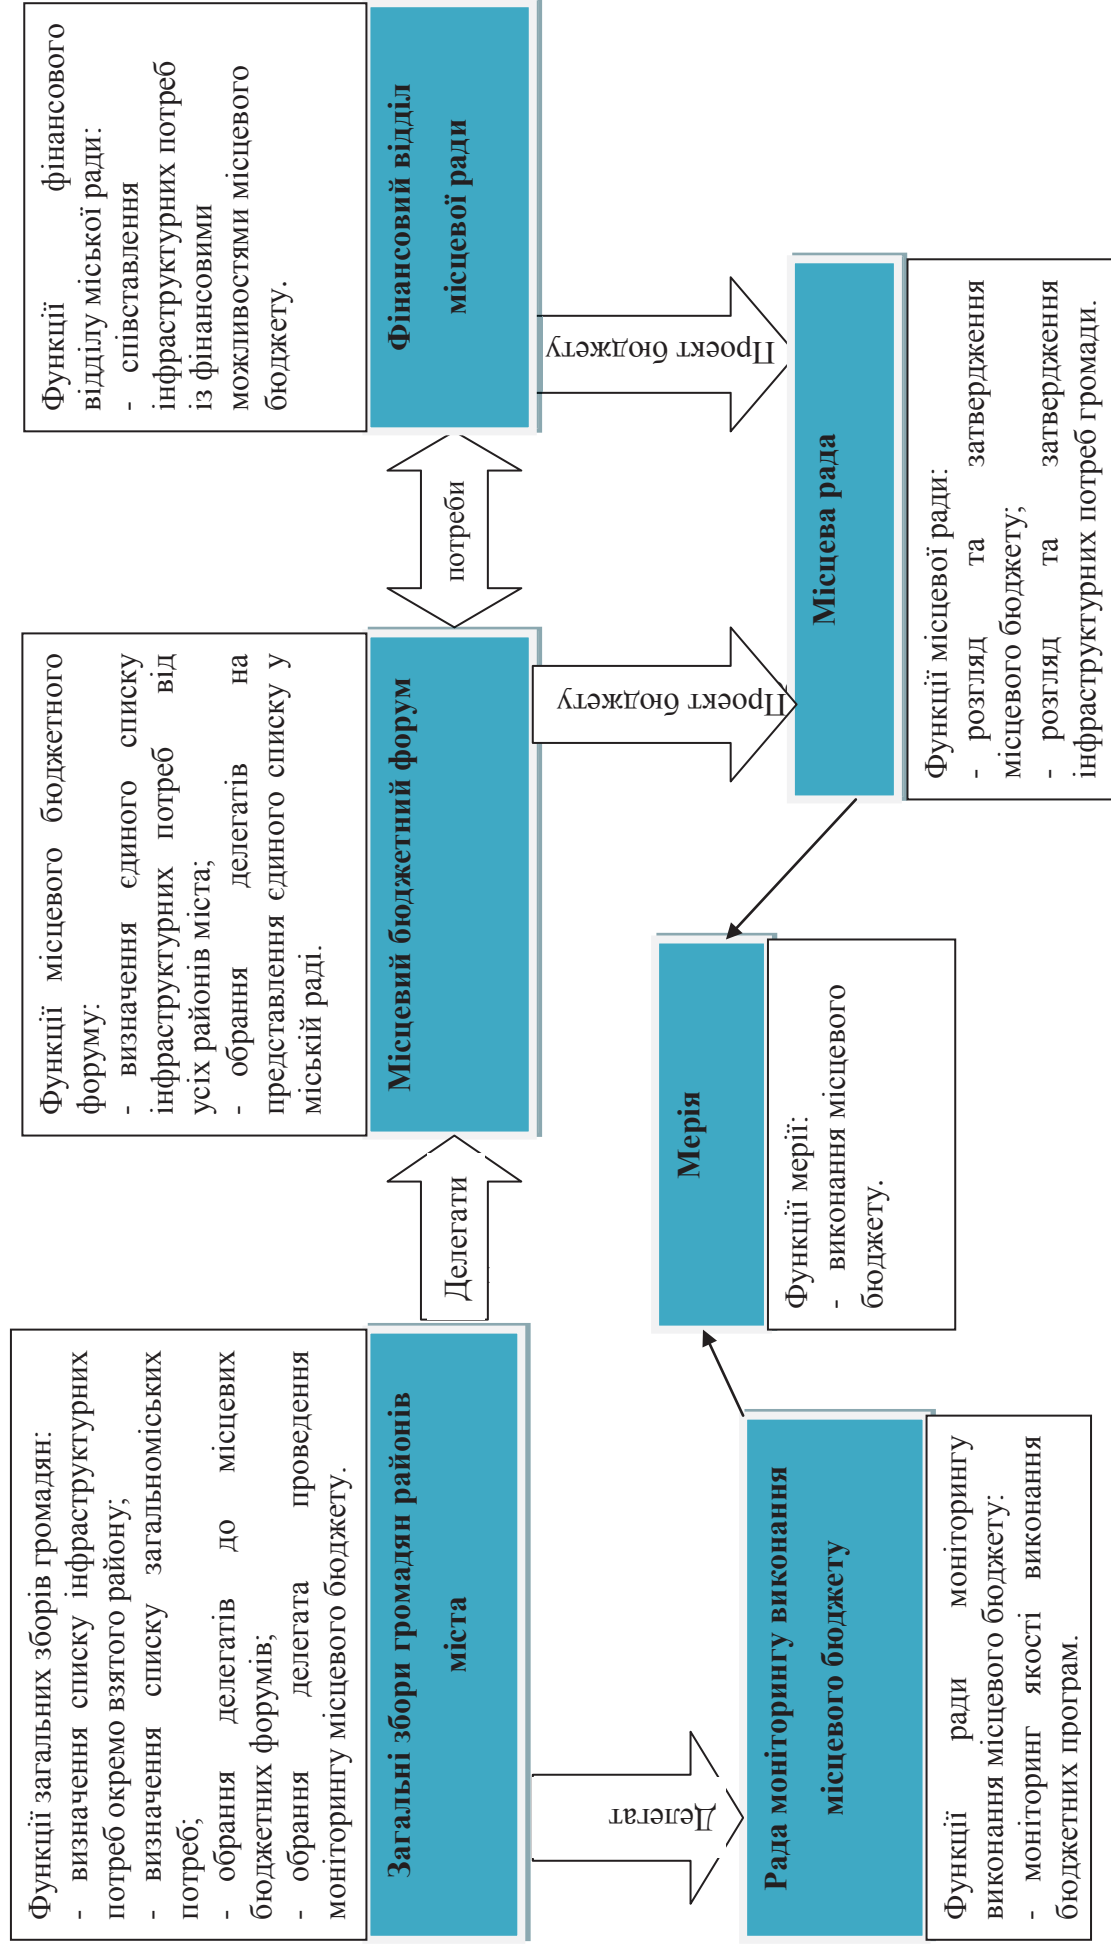 Функції загальних зборів громадян:
- визначення списку інфраструктурних
потреб окремо взятого району;
- визначення списку загальноміських
потреб;
- обрання делегатів до місцевих
бюджетних форумів;
- обрання делегата проведення
моніторингу місцевого бюджету.
Загальні збори громадян районів
міста
Делегати
Функції місцевого бюджетного
форуму:
- визначення єдиного списку
інфраструктурних потреб від
усіх районів міста;
- обрання делегатів на
представлення єдиного списку у
міській раді.
Місцевий бюджетний форум
потреби
Функції фінансового
відділу міської ради:
- співставлення
інфраструктурних потреб
із фінансовими
можливостями місцевого
бюджету.
Фінансовий відділ
місцевої ради
Делегат
Проект бюджету
Проект бюджету
Рада моніторингу виконання
місцевого бюджету
Функції ради моніторингу
виконання місцевого бюджету:
- моніторинг якості виконання
бюджетних програм.
Мерія
Функції мерії:
- виконання місцевого
бюджету.
Місцева рада
Функції місцевої ради:
- розгляд та затвердження
місцевого бюджету;
- розгляд та затвердження
інфраструктурних потреб громади.